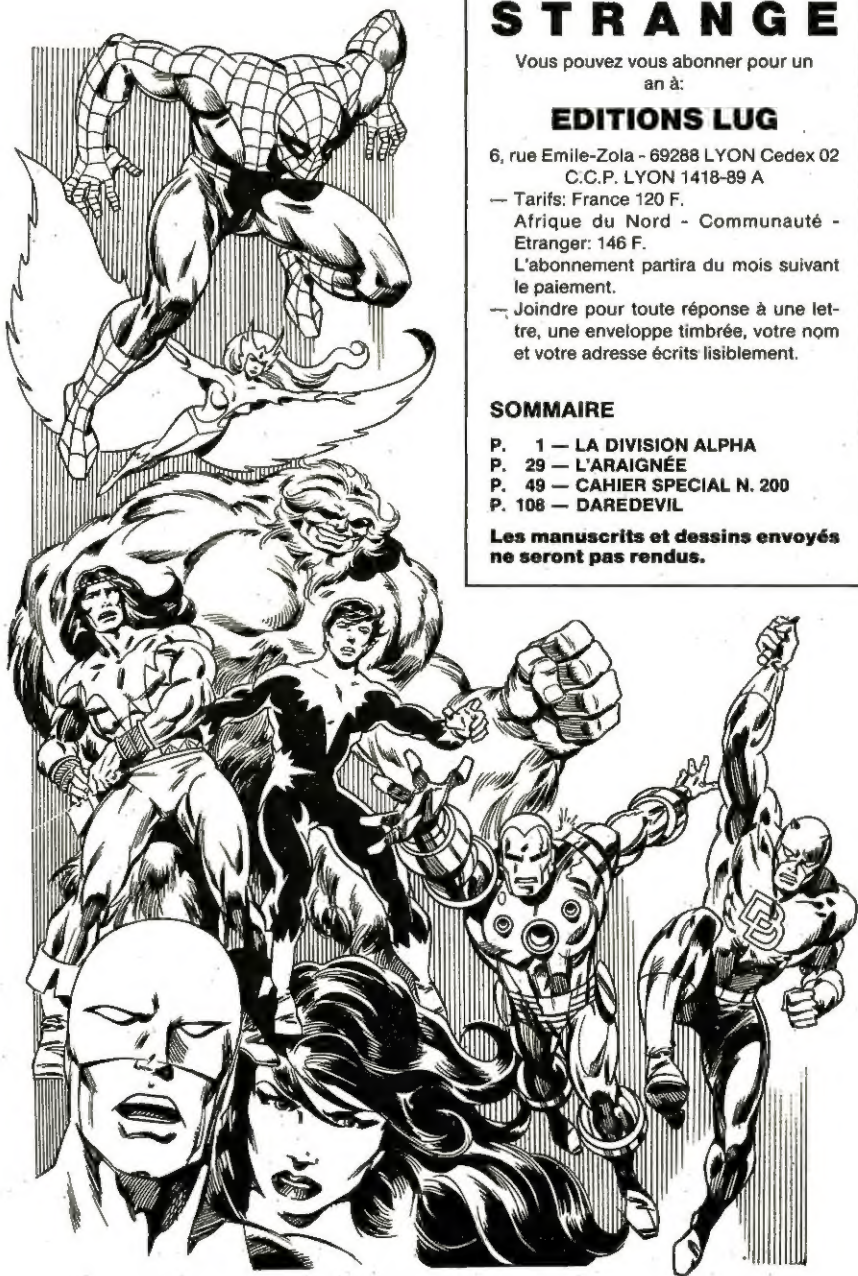 STRANGE
Vous pouvez vous abonner pour un
an à:
EDITIONS LUG
6, rue Emile-Zola - 69288 LYON Cedex 02
C.C.P. LYON 1418-89 A
— Tarifs: France 120 F.
Afrique du Nord - Communauté -
Etranger: 146 F.
L'abonnement partira du mois suivant
le paiement.
— Joindre pour toute réponse à une let-
tre, une enveloppe timbrée, votre nom
et votre adresse écrits lisiblement.
SOMMAIRE
P. 1 — LA DIVISION ALPHA
P. 29 — L'ARAIGNÉE
P. 49 — CAHIER SPECIAL N. 200
P. 108 — DAREDEVIL
Les manuscrits et dessins envoyés
ne seront pas rendus.
DD